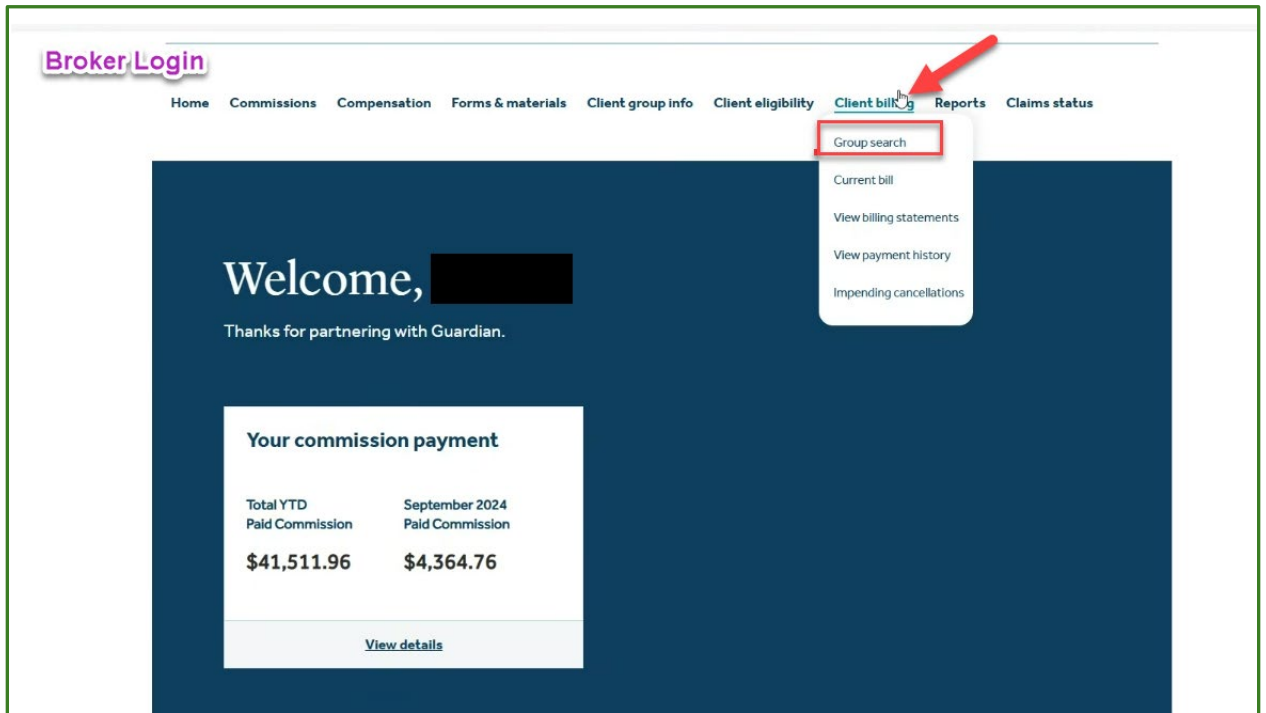 Broker Login
Home Commissions Compensation Forms & materials Client group info Client eligibility Client billing Reports Claims status
Group search
Current bill
View billing statements
View payment history
Impending cancellations
Welcome,
Thanks for partnering with Guardian.
Your commission payment
Total YTD September 2024
Paid Commission Paid Commission
$41,511.96 $4,364.76
View details